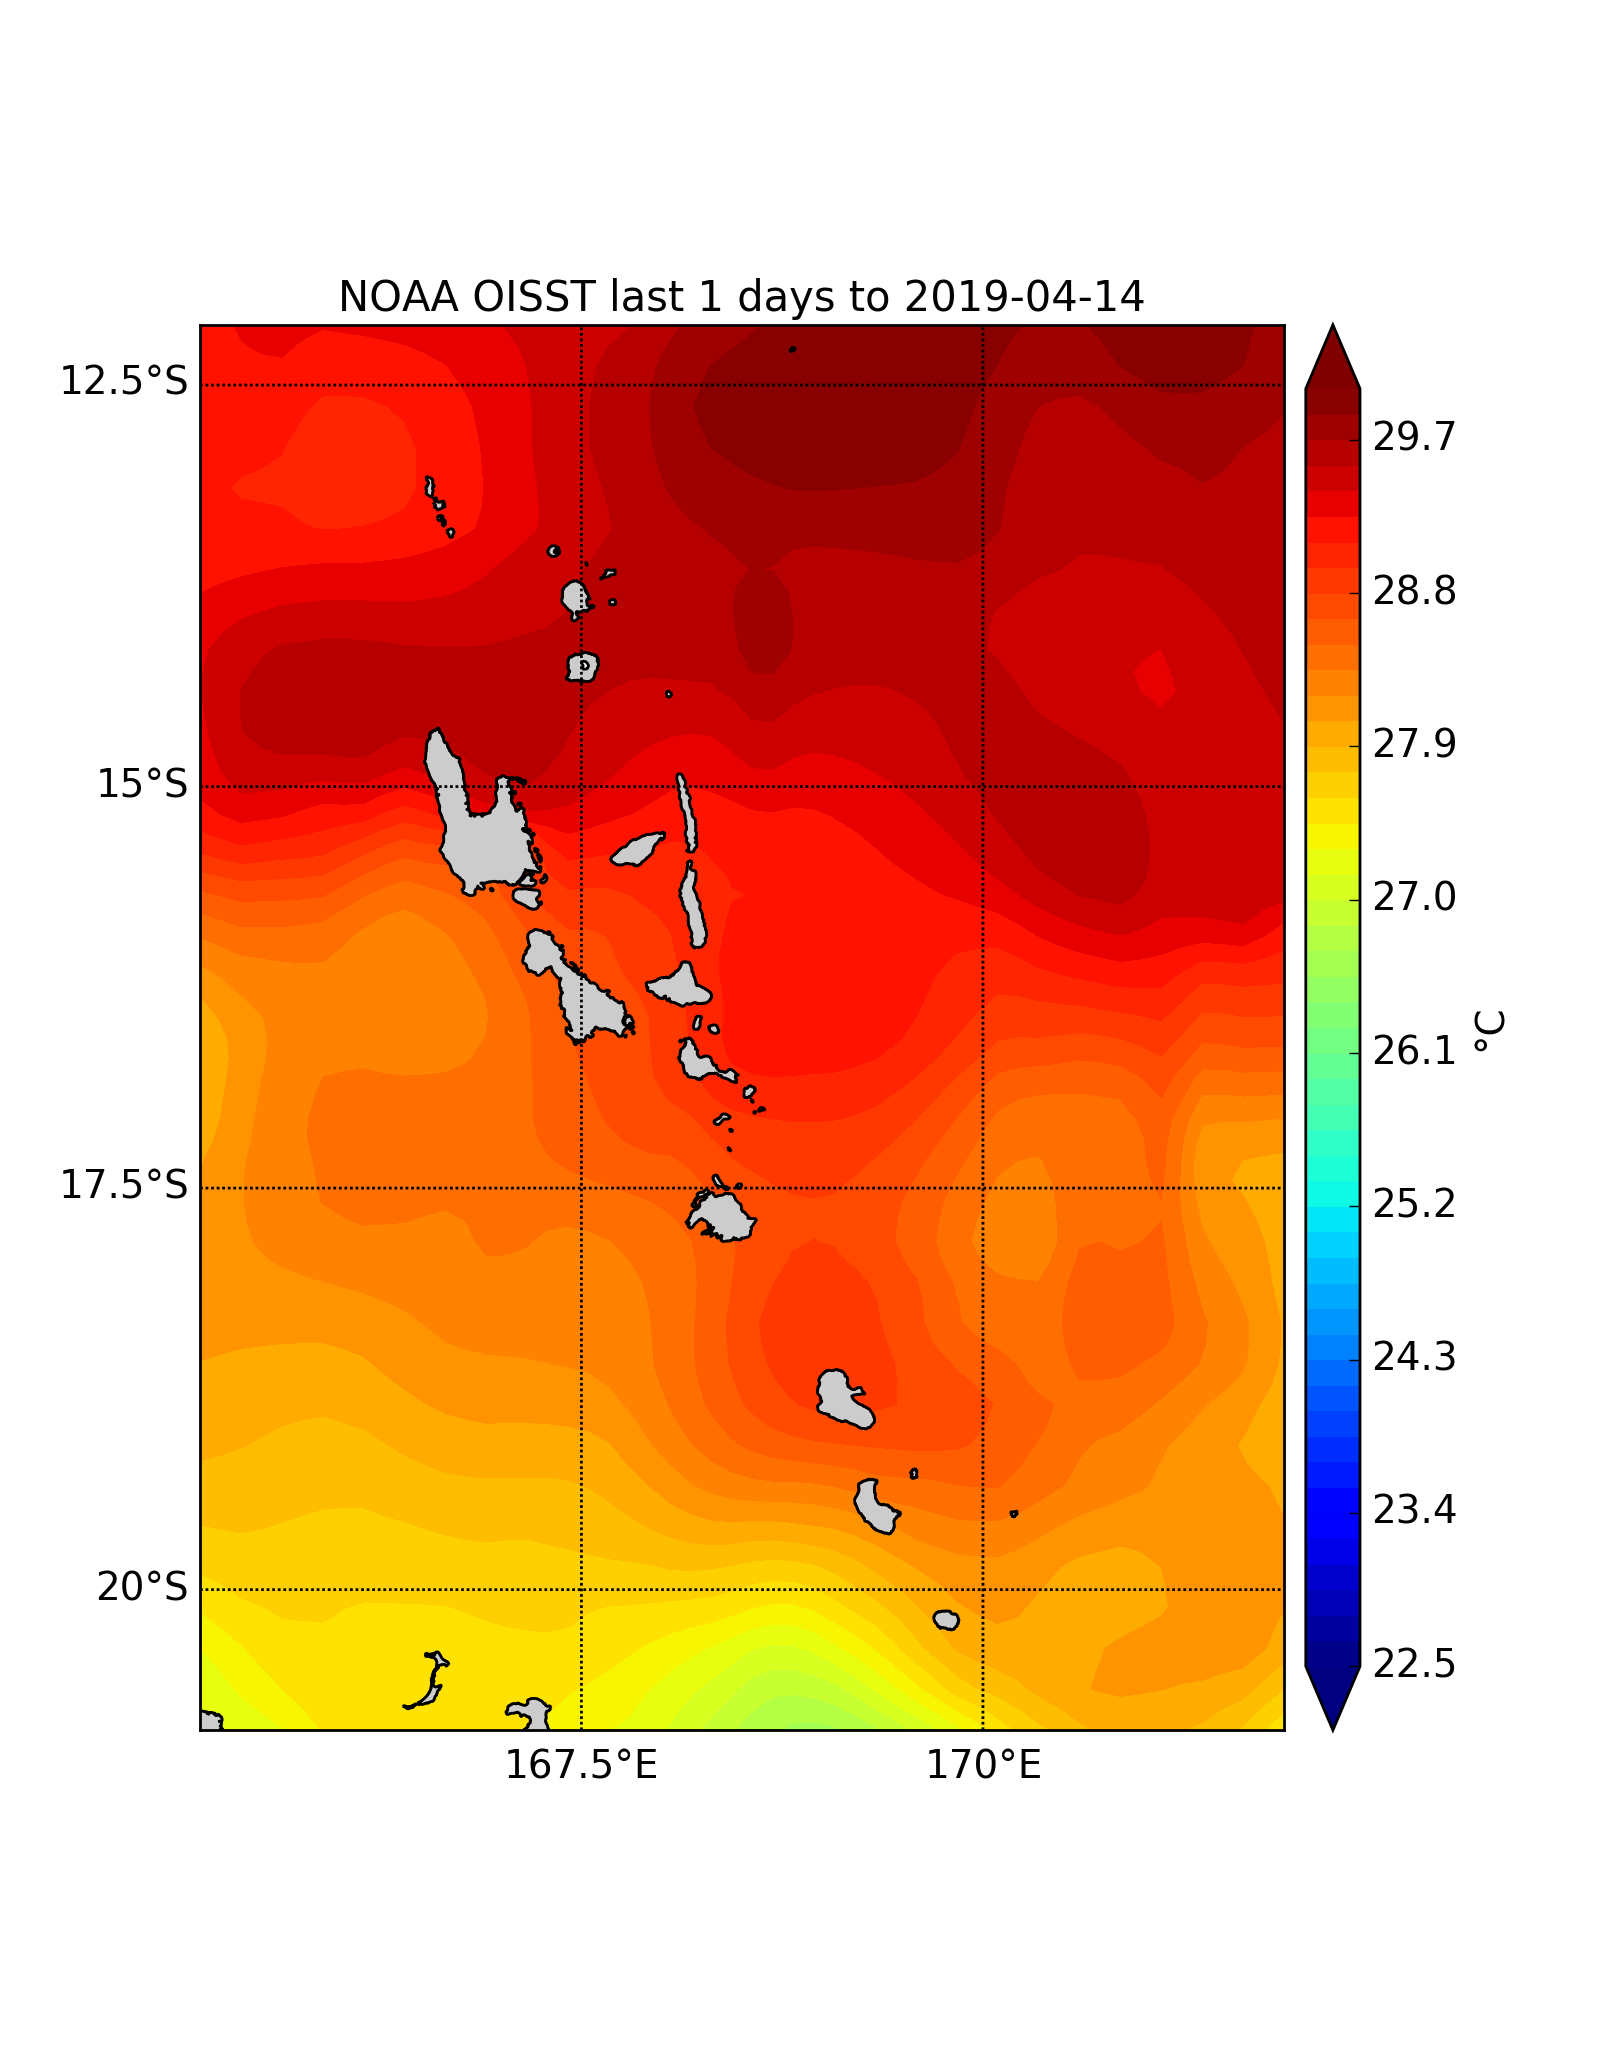 NOAA OISST last 1 days to 2019-04-14
12.5°S
15°S
17.5°S
20°S
167.5°E
170°E
29.7
28.8
27.9
27.0
26.1
25.2
24.3
23.4
22.5
°C